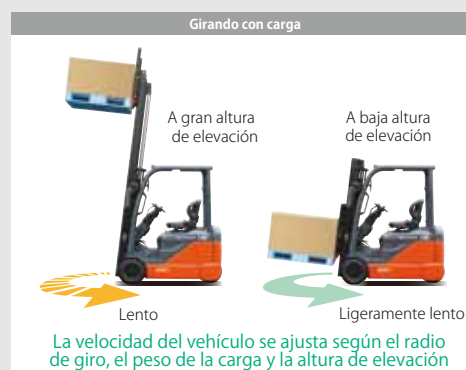 Girando con carga
A gran altura
de elevación
A baja altura
de elevación
Lento
Ligeramente lento
La velocidad del vehículo se ajusta según el radio
de giro, el peso de la carga y la altura de elevación